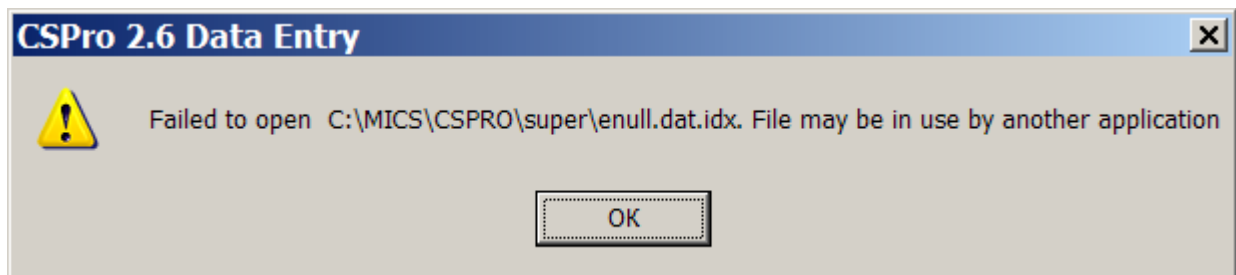 CSPro 2.6 Data Entry
Failed to open C:\MICS\CSPRO\super\enull.dat.idx. File may be in use by another application
OK